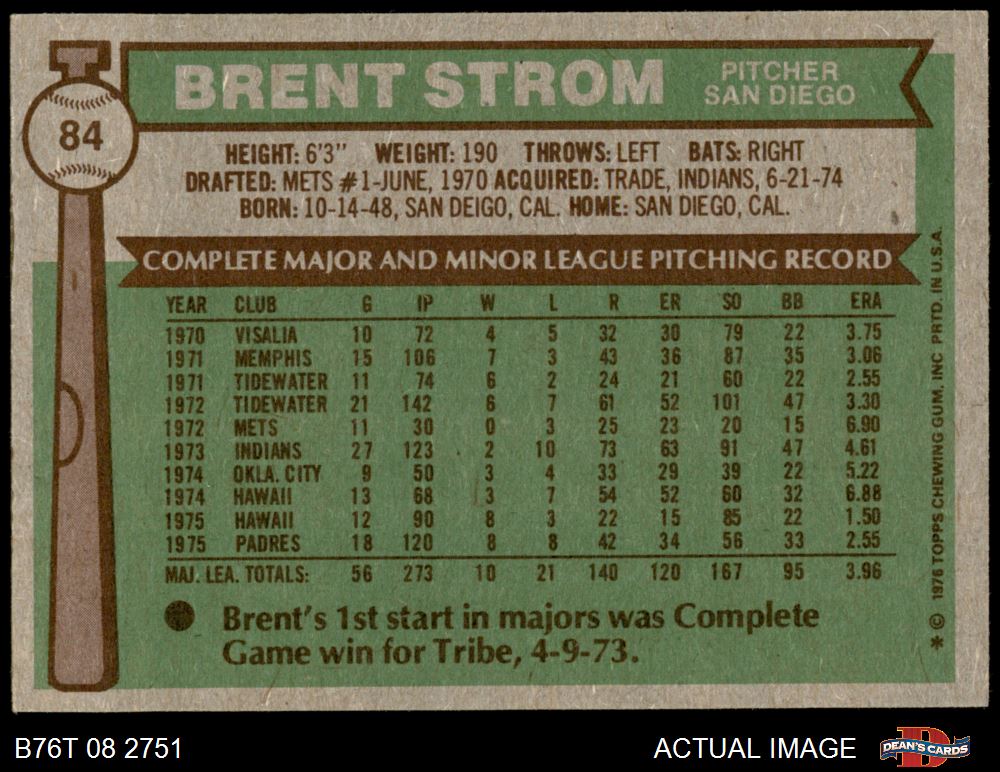 84
BRENT STROM
PITCHER
SAN DIEGO
HEIGHT: 6'3" WEIGHT: 190 THROWS: LEFT BATS: RIGHT
DRAFTED: METS #1-JUNE, 1970 ACQUIRED: TRADE, INDIANS, 6-21-74
BORN: 10-14-48, SAN DEIGO, CAL. HOME: SAN DIEGO, CAL.
COMPLETE MAJOR AND MINOR LEAGUE PITCHING RECORD
YEAR CLUB G IP W L R ER SO BB ERA
1970 VISALIA 10 72 4 5 32 30 79 22 3.75
1971 MEMPHIS 15 106 7 3 43 36 87 35 3.06
1971 TIDEWATER 11 74 6 2 24 21 60 22 2.55
1972 TIDEWATER 21 142 6 7 61 52 101 47 3.30
1972 METS 11 30 0 3 25 23 20 15 6.90
1973 INDIANS 27 123 2 10 73 63 91 47 4.61
1974 OKLA. CITY 9 50 3 4 33 29 39 22 5.22
1974 HAWAII 13 68 3 7 54 52 60 32 6.88
1975 HAWAII 12 90 8 3 22 15 85 22 1.50
1975 PADRES 18 120 8 8 42 34 56 33 2.55
MAJ. LEA. TOTALS: 56 273 10 21 140 120 167 95 3.96
Brent's 1st start in majors was Complete
Game win for Tribe, 4-9-73.
* © 1976 TOPPS CHEWING GUM, INC PRTD. IN U.S.A.
B76T 08 2751
ACTUAL IMAGE
D
DEAN'S CARDS